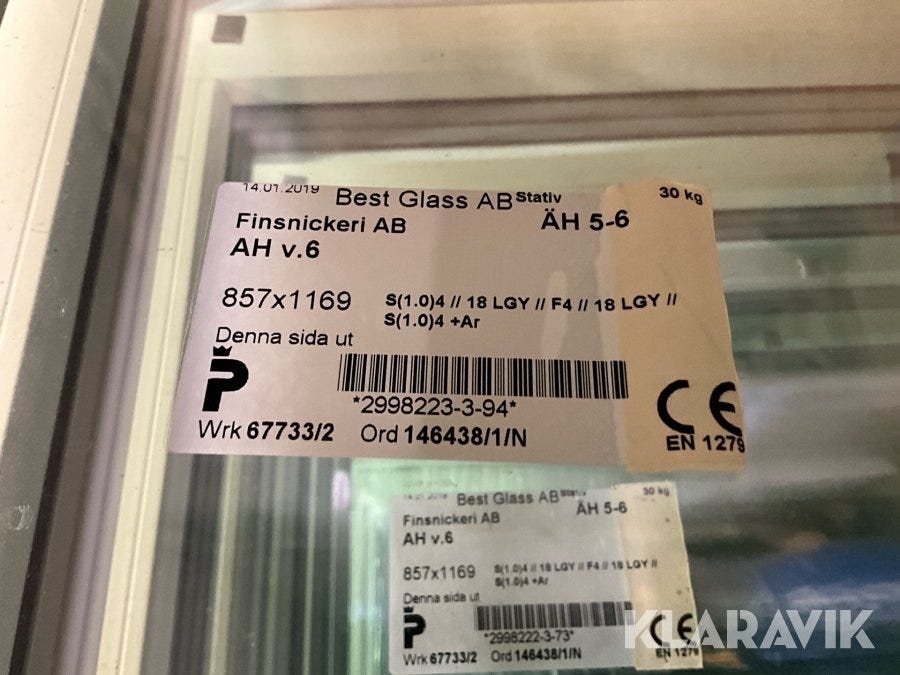 14.01.2019 Best Glass AB Stativ 30 kg
Finsnickeri AB ÄH 5-6
AH v.6
857x1169 S(1.0)4 // 18 LGY // F4 // 18 LGY //
S(1.0)4 +Ar
Denna sida ut
P
*2998223-3-94*
CE
Wrk 67733/2 Ord 146438/1/N
EN 1279
Best Glass AB Stativ 30 kg
Finsnickeri AB ÄH 5-6
AH v.6
857x1169 S(1.0)4 // 18 LGY // F4 // 18 LGY //
S(1.0)4 +Ar
Denna sida ut
P
*2998222-3-73*
CE
Wrk 67733/2 Ord 146438/1/N
EN 1279
KLARAVIK